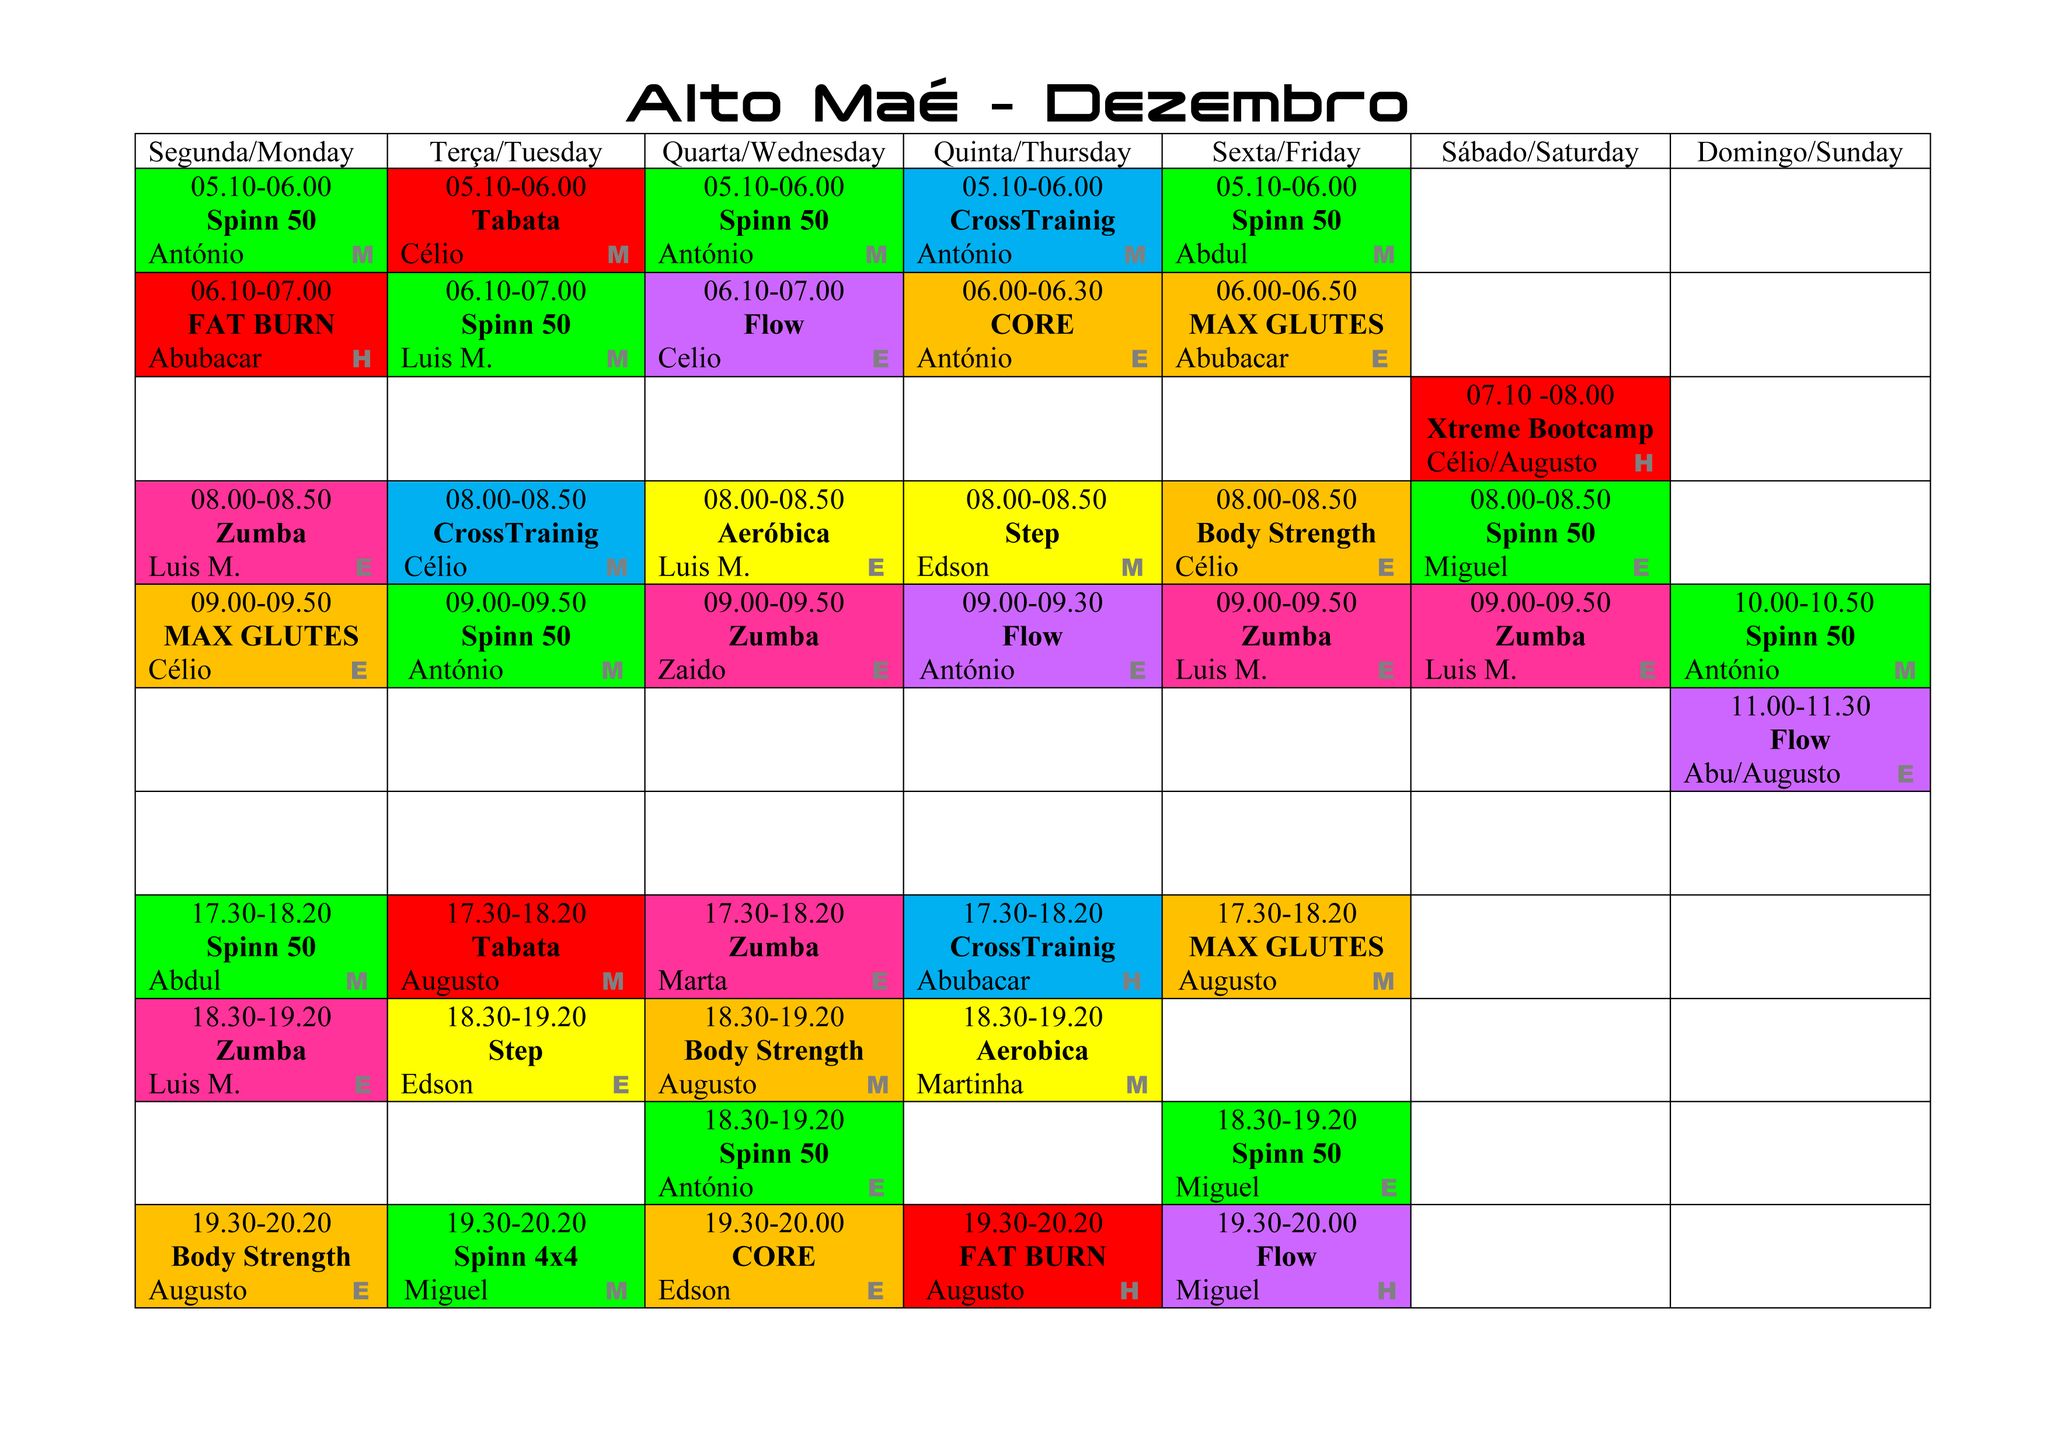 Alto Maé - Dezembro
Segunda/Monday Terça/Tuesday Quarta/Wednesday Quinta/Thursday Sexta/Friday Sábado/Saturday Domingo/Sunday
05.10-06.00 05.10-06.00 05.10-06.00 05.10-06.00 05.10-06.00
Spinn 50 Tabata Spinn 50 CrossTrainig Spinn 50
António M Célio M António M António M Abdul M
06.10-07.00 06.10-07.00 06.10-07.00 06.00-06.30 06.00-06.50
FAT BURN Spinn 50 Flow CORE MAX GLUTES
Abubacar H Luis M. M Celio E António E Abubacar E
07.10 -08.00
Xtreme Bootcamp
Célio/Augusto H
08.00-08.50 08.00-08.50 08.00-08.50 08.00-08.50 08.00-08.50 08.00-08.50
Zumba CrossTrainig Aeróbica Step Body Strength Spinn 50
Luis M. E Célio M Luis M. E Edson M Célio E Miguel E
09.00-09.50 09.00-09.50 09.00-09.50 09.00-09.30 09.00-09.50 09.00-09.50 10.00-10.50
MAX GLUTES Spinn 50 Zumba Flow Zumba Zumba Spinn 50
Célio E António M Zaido E António E Luis M. E Luis M. E António M
11.00-11.30
Flow
Abu/Augusto E
17.30-18.20 17.30-18.20 17.30-18.20 17.30-18.20 17.30-18.20
Spinn 50 Tabata Zumba CrossTrainig MAX GLUTES
Abdul M Augusto M Marta E Abubacar H Augusto M
18.30-19.20 18.30-19.20 18.30-19.20 18.30-19.20
Zumba Step Body Strength Aerobica
Luis M. E Edson E Augusto M Martinha M
18.30-19.20 18.30-19.20
Spinn 50 Spinn 50
António E Miguel E
19.30-20.20 19.30-20.20 19.30-20.00 19.30-20.20 19.30-20.00
Body Strength Spinn 4x4 CORE FAT BURN Flow
Augusto E Miguel M Edson E Augusto H Miguel H